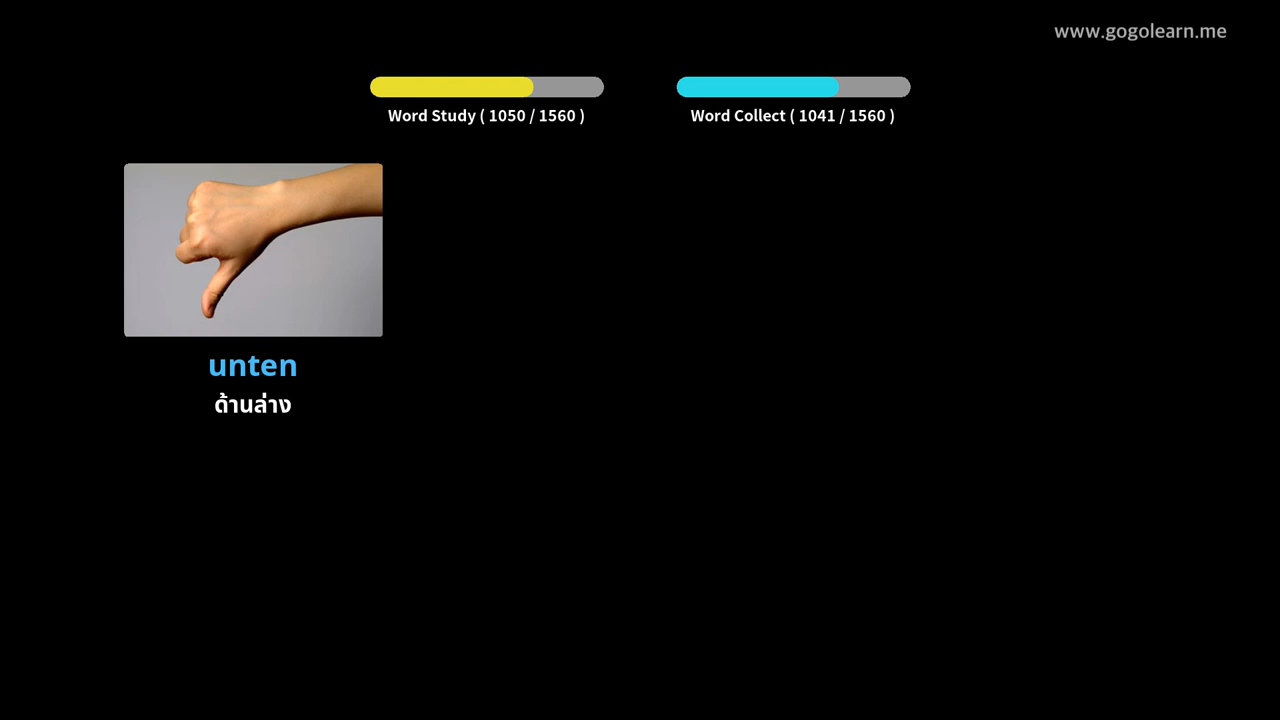 www.gogolearn.me
Word Study ( 1050 / 1560 )
Word Collect ( 1041 / 1560 )
unten
ด้านล่าง